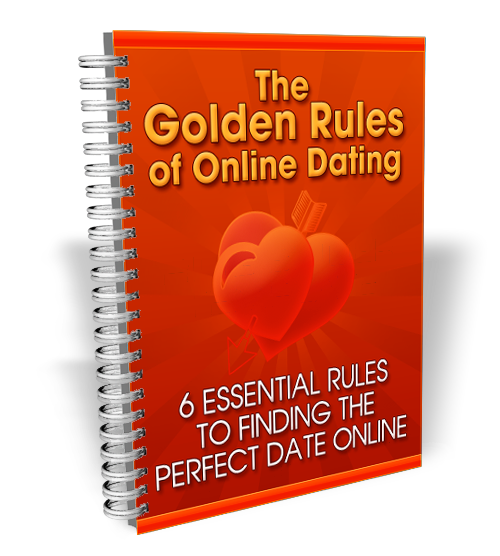 The
Golden Rules
of Online Dating
6 ESSENTIAL RULES
TO FINDING THE
PERFECT DATE ONLINE